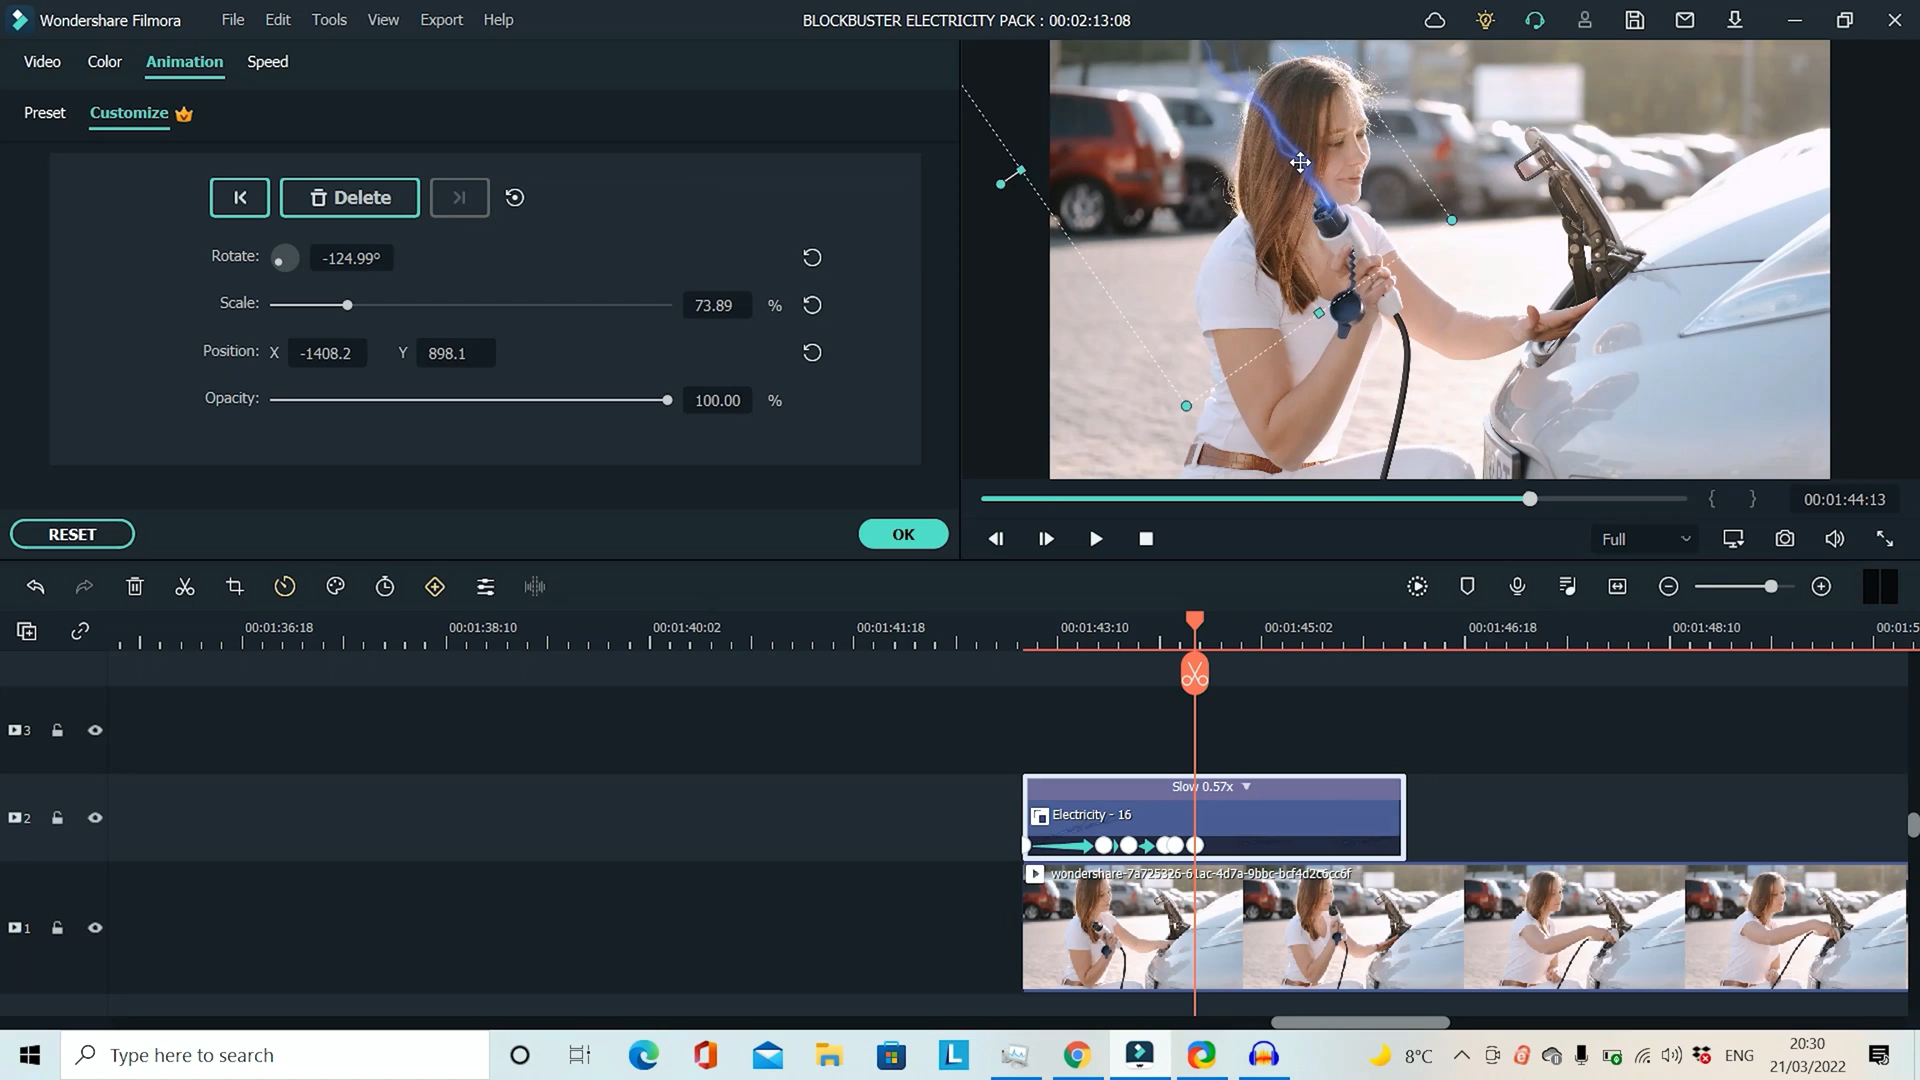 Wondershare Filmora File Edit Tools View Export Help BLOCKBUSTER ELECTRICITY PACK : 00:02:13:08
Video Color Animation Speed
Preset Customize
Delete
Rotate: -124.99º
Scale: 73.89 %
Position: X -1408.2 Y 898.1
Opacity: 100.00 %
{ } 00:01:44:13
RESET OK
Full
00:01:36:18 00:01:38:10 00:01:40:02 00:01:41:18 00:01:43:10 00:01:45:02 00:01:46:18 00:01:48:10 00:01:5
3
Slow 0.57x
2
Electricity - 16
wondershare-7a725326-61ac-4d7a-9bbc-bcf4d2c6cc6f
1
Type here to search
L
8°C
ENG
20:30
21/03/2022